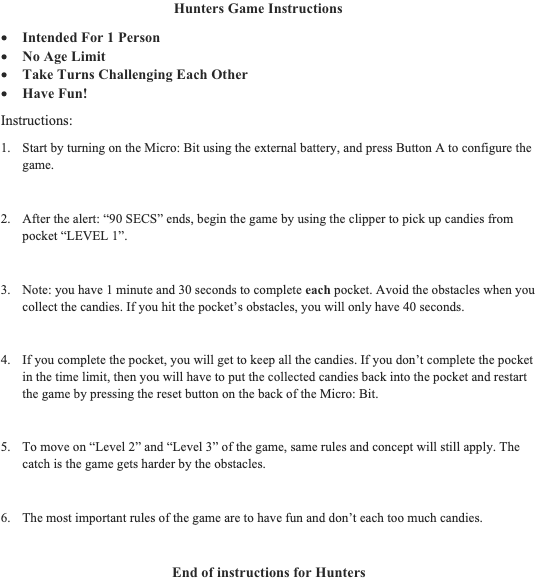 Hunters Game Instructions
• Intended For 1 Person
• No Age Limit
• Take Turns Challenging Each Other
• Have Fun!
Instructions:
1. Start by turning on the Micro: Bit using the external battery, and press Button A to configure the
game.
2. After the alert: “90 SECS” ends, begin the game by using the clipper to pick up candies from
pocket “LEVEL 1”.
3. Note: you have 1 minute and 30 seconds to complete each pocket. Avoid the obstacles when you
collect the candies. If you hit the pocket’s obstacles, you will only have 40 seconds.
4. If you complete the pocket, you will get to keep all the candies. If you don’t complete the pocket
in the time limit, then you will have to put the collected candies back into the pocket and restart
the game by pressing the reset button on the back of the Micro: Bit.
5. To move on “Level 2” and “Level 3” of the game, same rules and concept will still apply. The
catch is the game gets harder by the obstacles.
6. The most important rules of the game are to have fun and don’t each too much candies.
End of instructions for Hunters